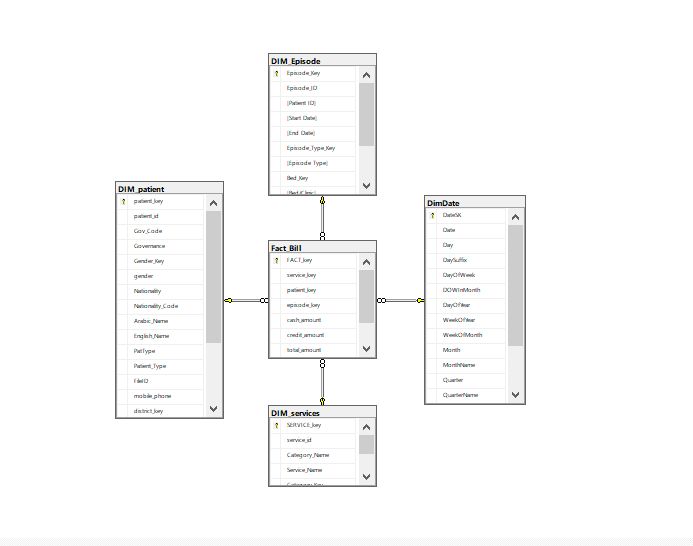 DIM_Episode
Episode_Key
Episode_ID
[Patient ID]
[Start Date]
[End Date]
Episode_Type_Key
[Episode Type]
Bed_Key
DIM_patient
patient_key
patient_id
Gov_Code
Governance
Gender_Key
gender
Nationality
Nationality_Code
Arabic_Name
English_Name
PatType
Patient_Type
FileID
mobile_phone
district_key
Fact_Bill
FACT_key
service_key
patient_key
episode_key
cash_amount
credit_amount
total_amount
DimDate
DateSK
Date
Day
DaySuffix
DayOfWeek
DOWInMonth
DayOfYear
WeekOfYear
WeekOfMonth
Month
MonthName
Quarter
QuarterName
DIM_services
SERVICE_key
service_id
Category_Name
Service_Name
Category_Key